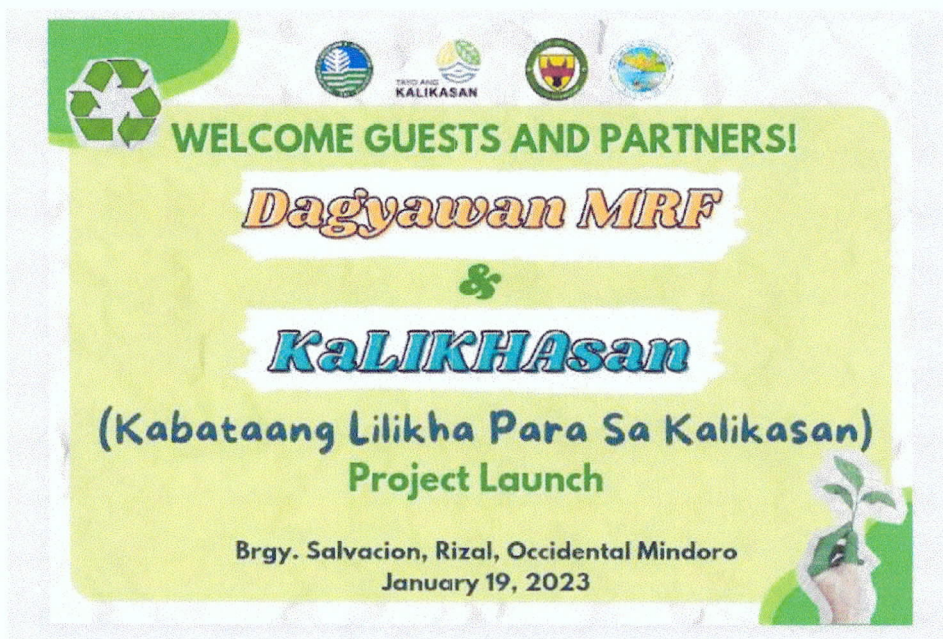 TAYO ANG
KALIKASAN
WELCOME GUESTS AND PARTNERS!
Dagyawan MRF
&
KaLIKHAsan
(Kabataang Lilikha Para Sa Kalikasan)
Project Launch
Brgy. Salvacion, Rizal, Occidental Mindoro
January 19, 2023